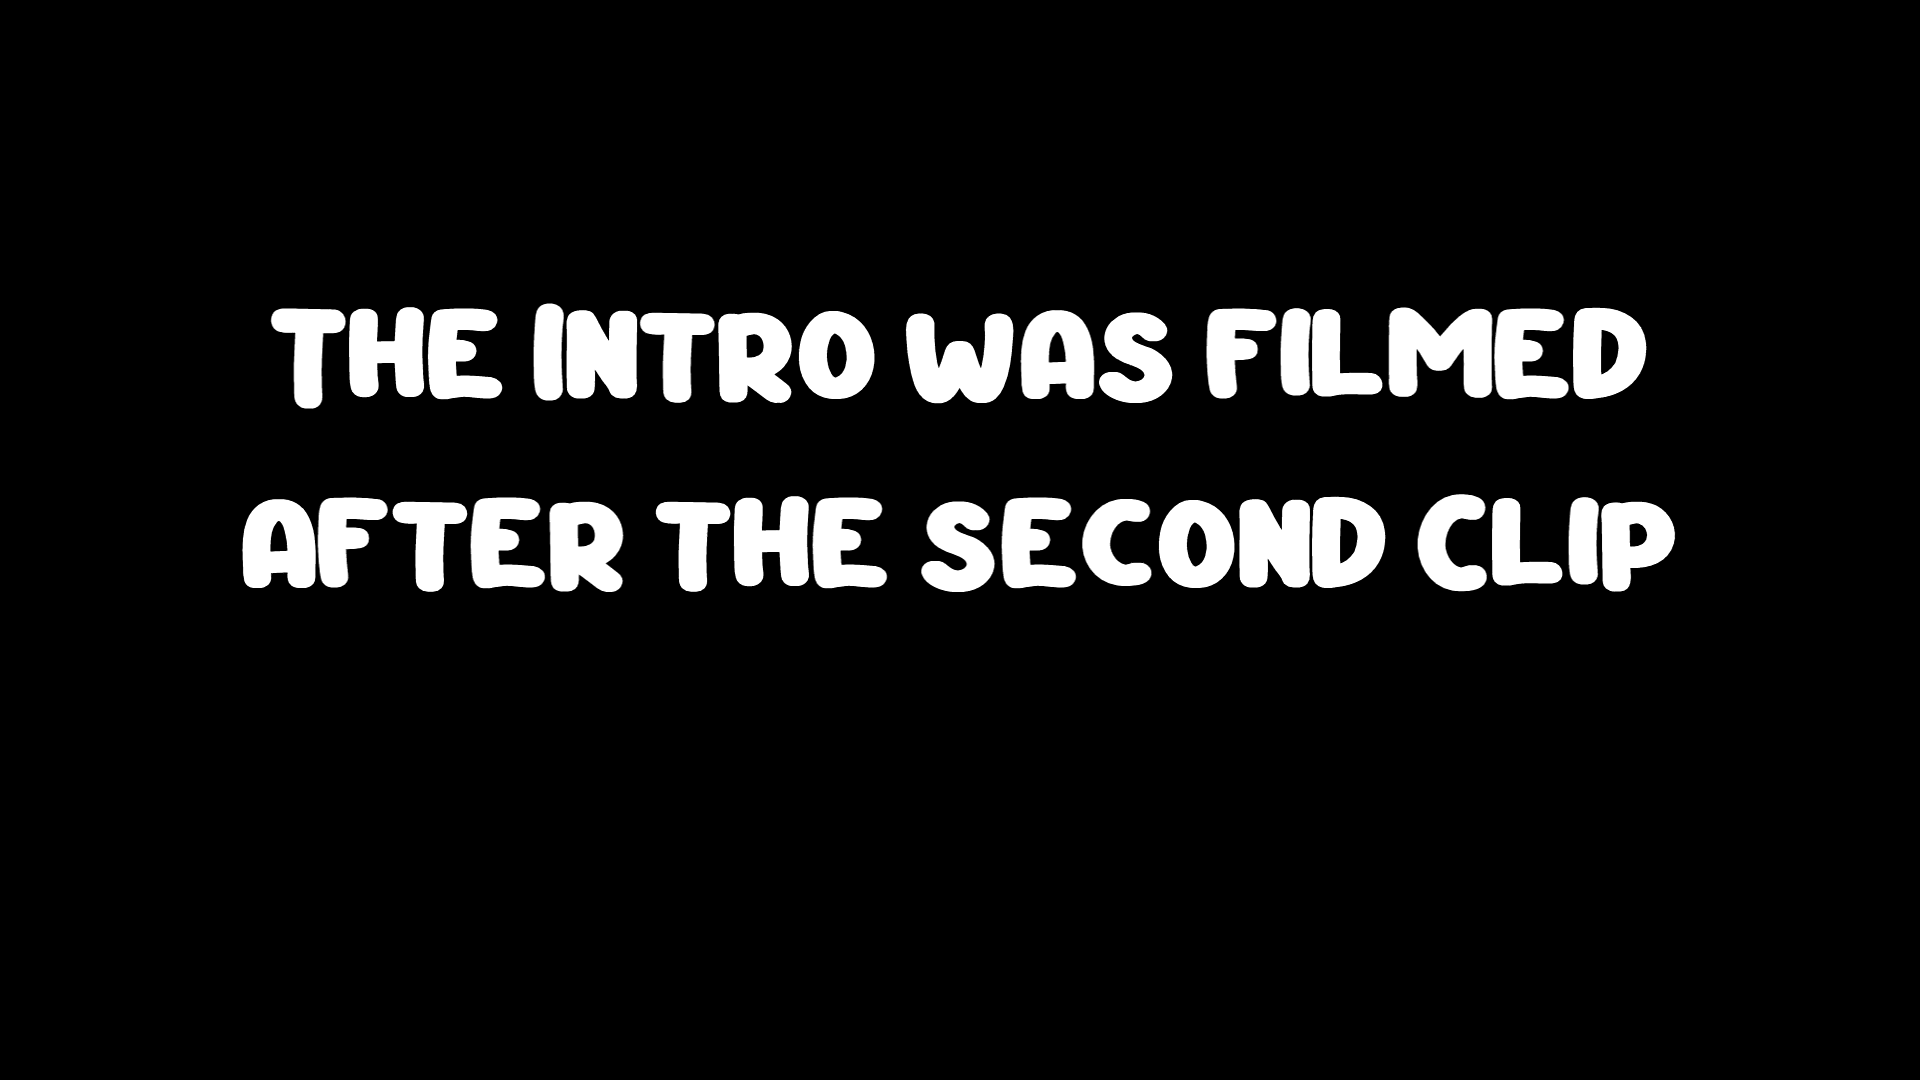 THE INTRO WAS FILMED
AFTER THE SECOND CLIP